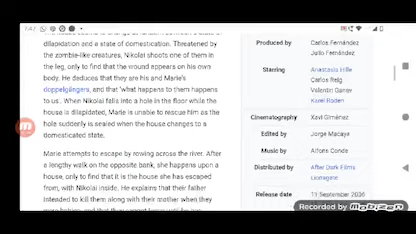 dilapidation and a state of domestication. Threatened by
the zombie-like creatures, Nikolai shoots one of them in
the leg, only to find that the wound appears on his own
body. He deduces that they are his and Marie's
doppelgängers, and that 'what happens to them happens
to us'. When Nikolai falls into a hole in the floor while the
house is dilapidated, Marie is unable to rescue him as the
hole suddenly is sealed when the house changes to a
domesticated state.
Marie attempts to escape by rowing across the river. After
a lengthy walk on the opposite bank, she happens upon a
house, only to find that it is the house she has escaped
from, with Nikolai inside. He explains that their father
intended to kill them along with their mother when they
Produced by Carlos Fernández
Julio Fernández
Starring Anastasia Hille
Carlos Reig
Valentin Ganev
Karel Roden
Cinematography Xavi Giménez
Edited by Jorge Macaya
Music by Alfons Conde
Distributed by After Dark Films
Lionsgate
Release date
Recorded by Mobizen